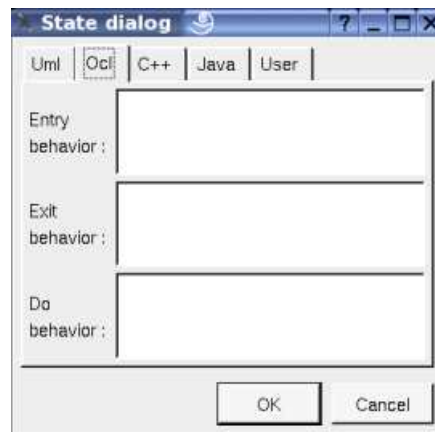 State dialog ? _
Uml Ocl C++ Java User
Entry
behavior :
Exit
behavior :
Do
behavior :
OK Cancel